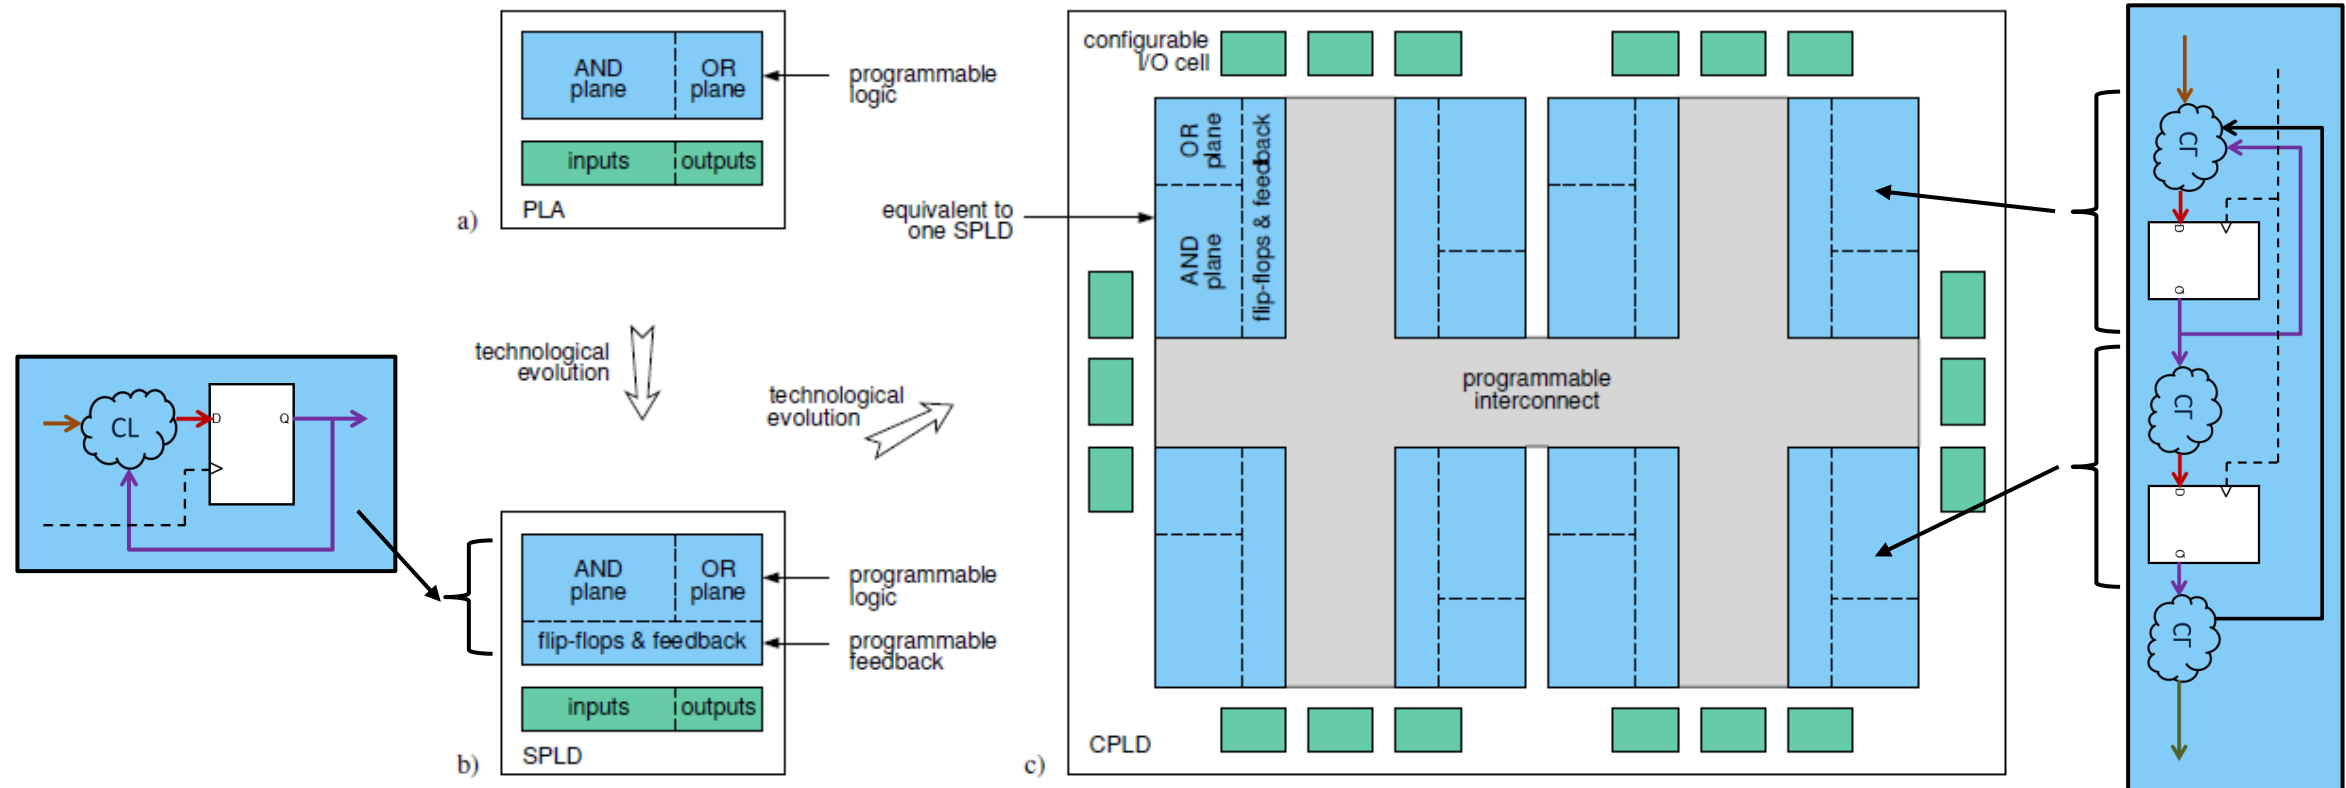 AND
plane
OR
plane
programmable
logic
inputs
outputs
PLA
a)
technological
evolution
CL
D
Q
technological
evolution
AND
plane
OR
plane
programmable
logic
flip-flops & feedback
programmable
feedback
inputs
outputs
SPLD
b)
configurable
I/O cell
OR
plane
AND
plane
flip-flops & feedback
equivalent to
one SPLD
programmable
interconnect
CPLD
c)
CL
D
Q
CL
D
Q
CL